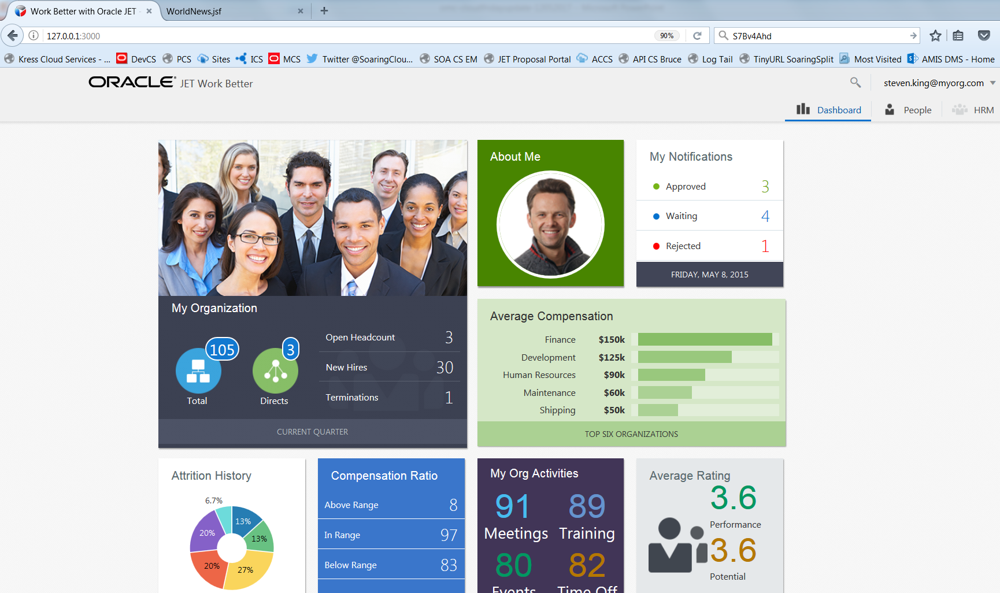 Work Better with Oracle JET -
WorldNews.jsf
127.0.0.1:3000
90%
S7Bv4Ahd
Kress Cloud Services - ...
DevCS
PCS
Sites
ICS
MCS
Twitter @SoaringClou...
SOA CS EM
JET Proposal Portal
ACCS
API CS Bruce
Log Tail
TinyURL SoaringSplit
Most Visited
AMIS DMS - Home
ORACLE JET Work Better
steven.king@myorg.com
Dashboard
People
HRM
My Organization
105
Total
3
Directs
Open Headcount 3
New Hires 30
Terminations 1
CURRENT QUARTER
About Me
My Notifications
Approved 3
Waiting 4
Rejected 1
FRIDAY, MAY 8, 2015
Average Compensation
Finance $150k
Development $125k
Human Resources $90k
Maintenance $60k
Shipping $50k
TOP SIX ORGANIZATIONS
Attrition History
6.7%
13%
20%
13%
20%
27%
Compensation Ratio
Above Range 8
In Range 97
Below Range 83
My Org Activities
91 89
Meetings Training
80 82
Events Time Off
Average Rating
3.6
Performance
3.6
Potential